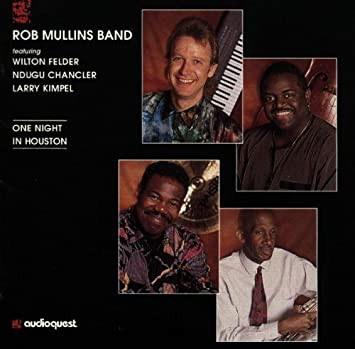 ROB MULLINS BAND
featuring
WILTON FELDER
NDUGU CHANCLER
LARRY KIMPEL
ONE NIGHT
IN HOUSTON
audioquest